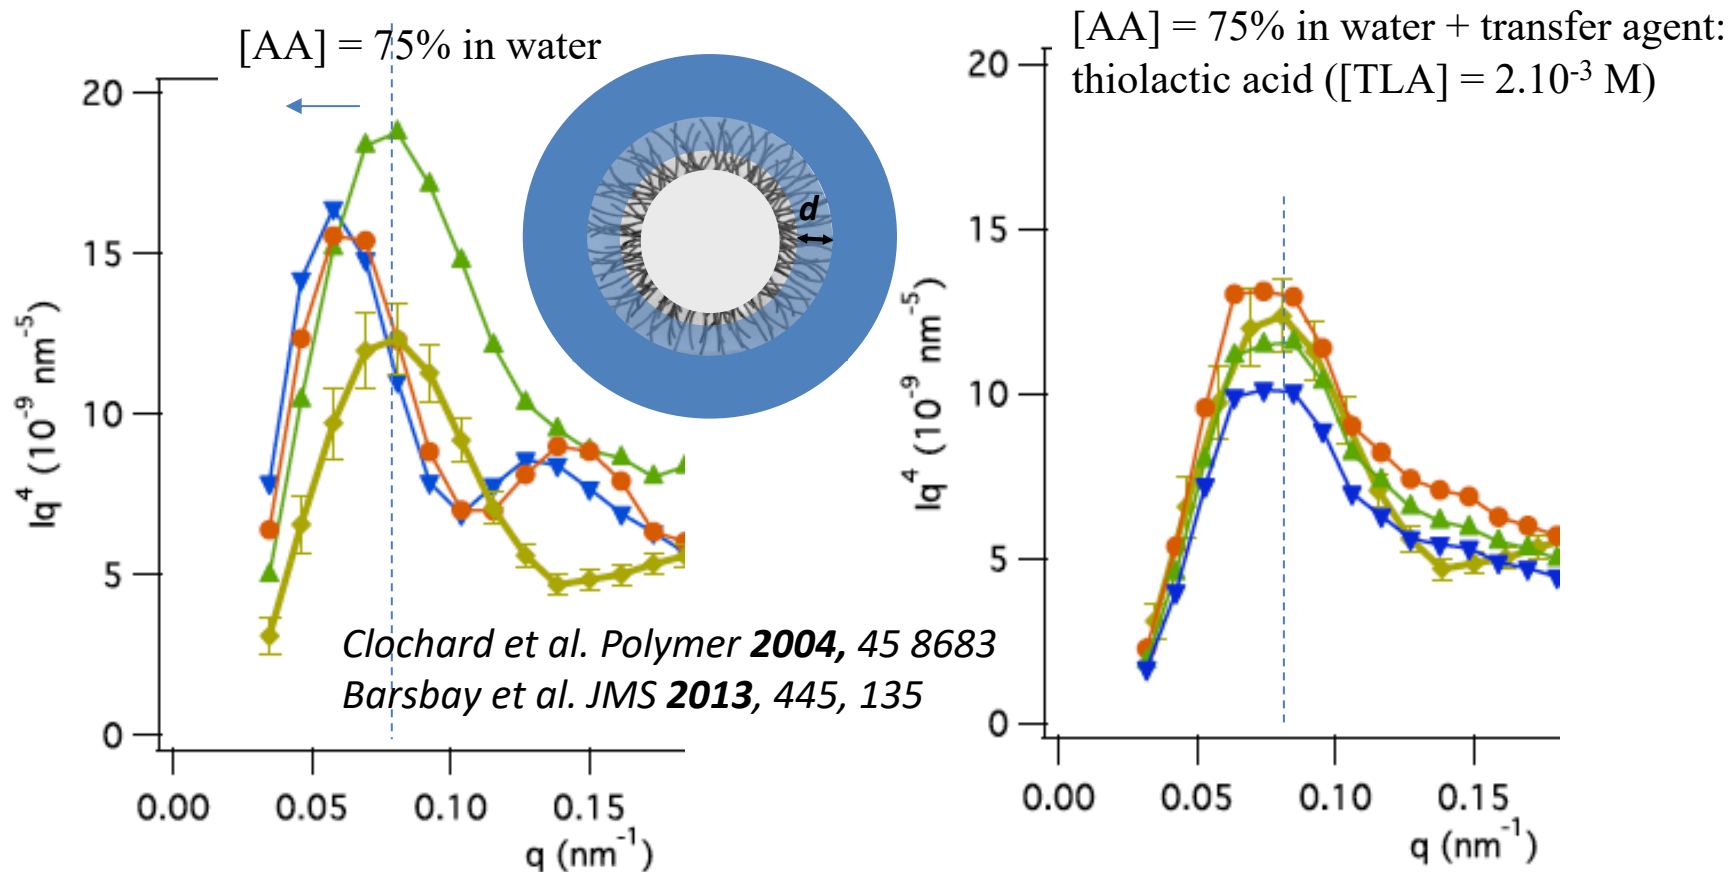 [AA] = 75% in water
20
15
10
5
0
Iq⁴ (10⁻⁹ nm⁻⁵)
0.00 0.05 0.10 0.15
q (nm⁻¹)
d
Clochard et al. Polymer 2004, 45 8683
Barsbay et al. JMS 2013, 445, 135
[AA] = 75% in water + transfer agent:
thiolactic acid ([TLA] = 2.10⁻³ M)
20
15
10
5
0
Iq⁴ (10⁻⁹ nm⁻⁵)
0.00 0.05 0.10 0.15
q (nm⁻¹)